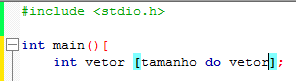 #include <stdio.h>
int main()[
int vetor [tamanho do vetor];